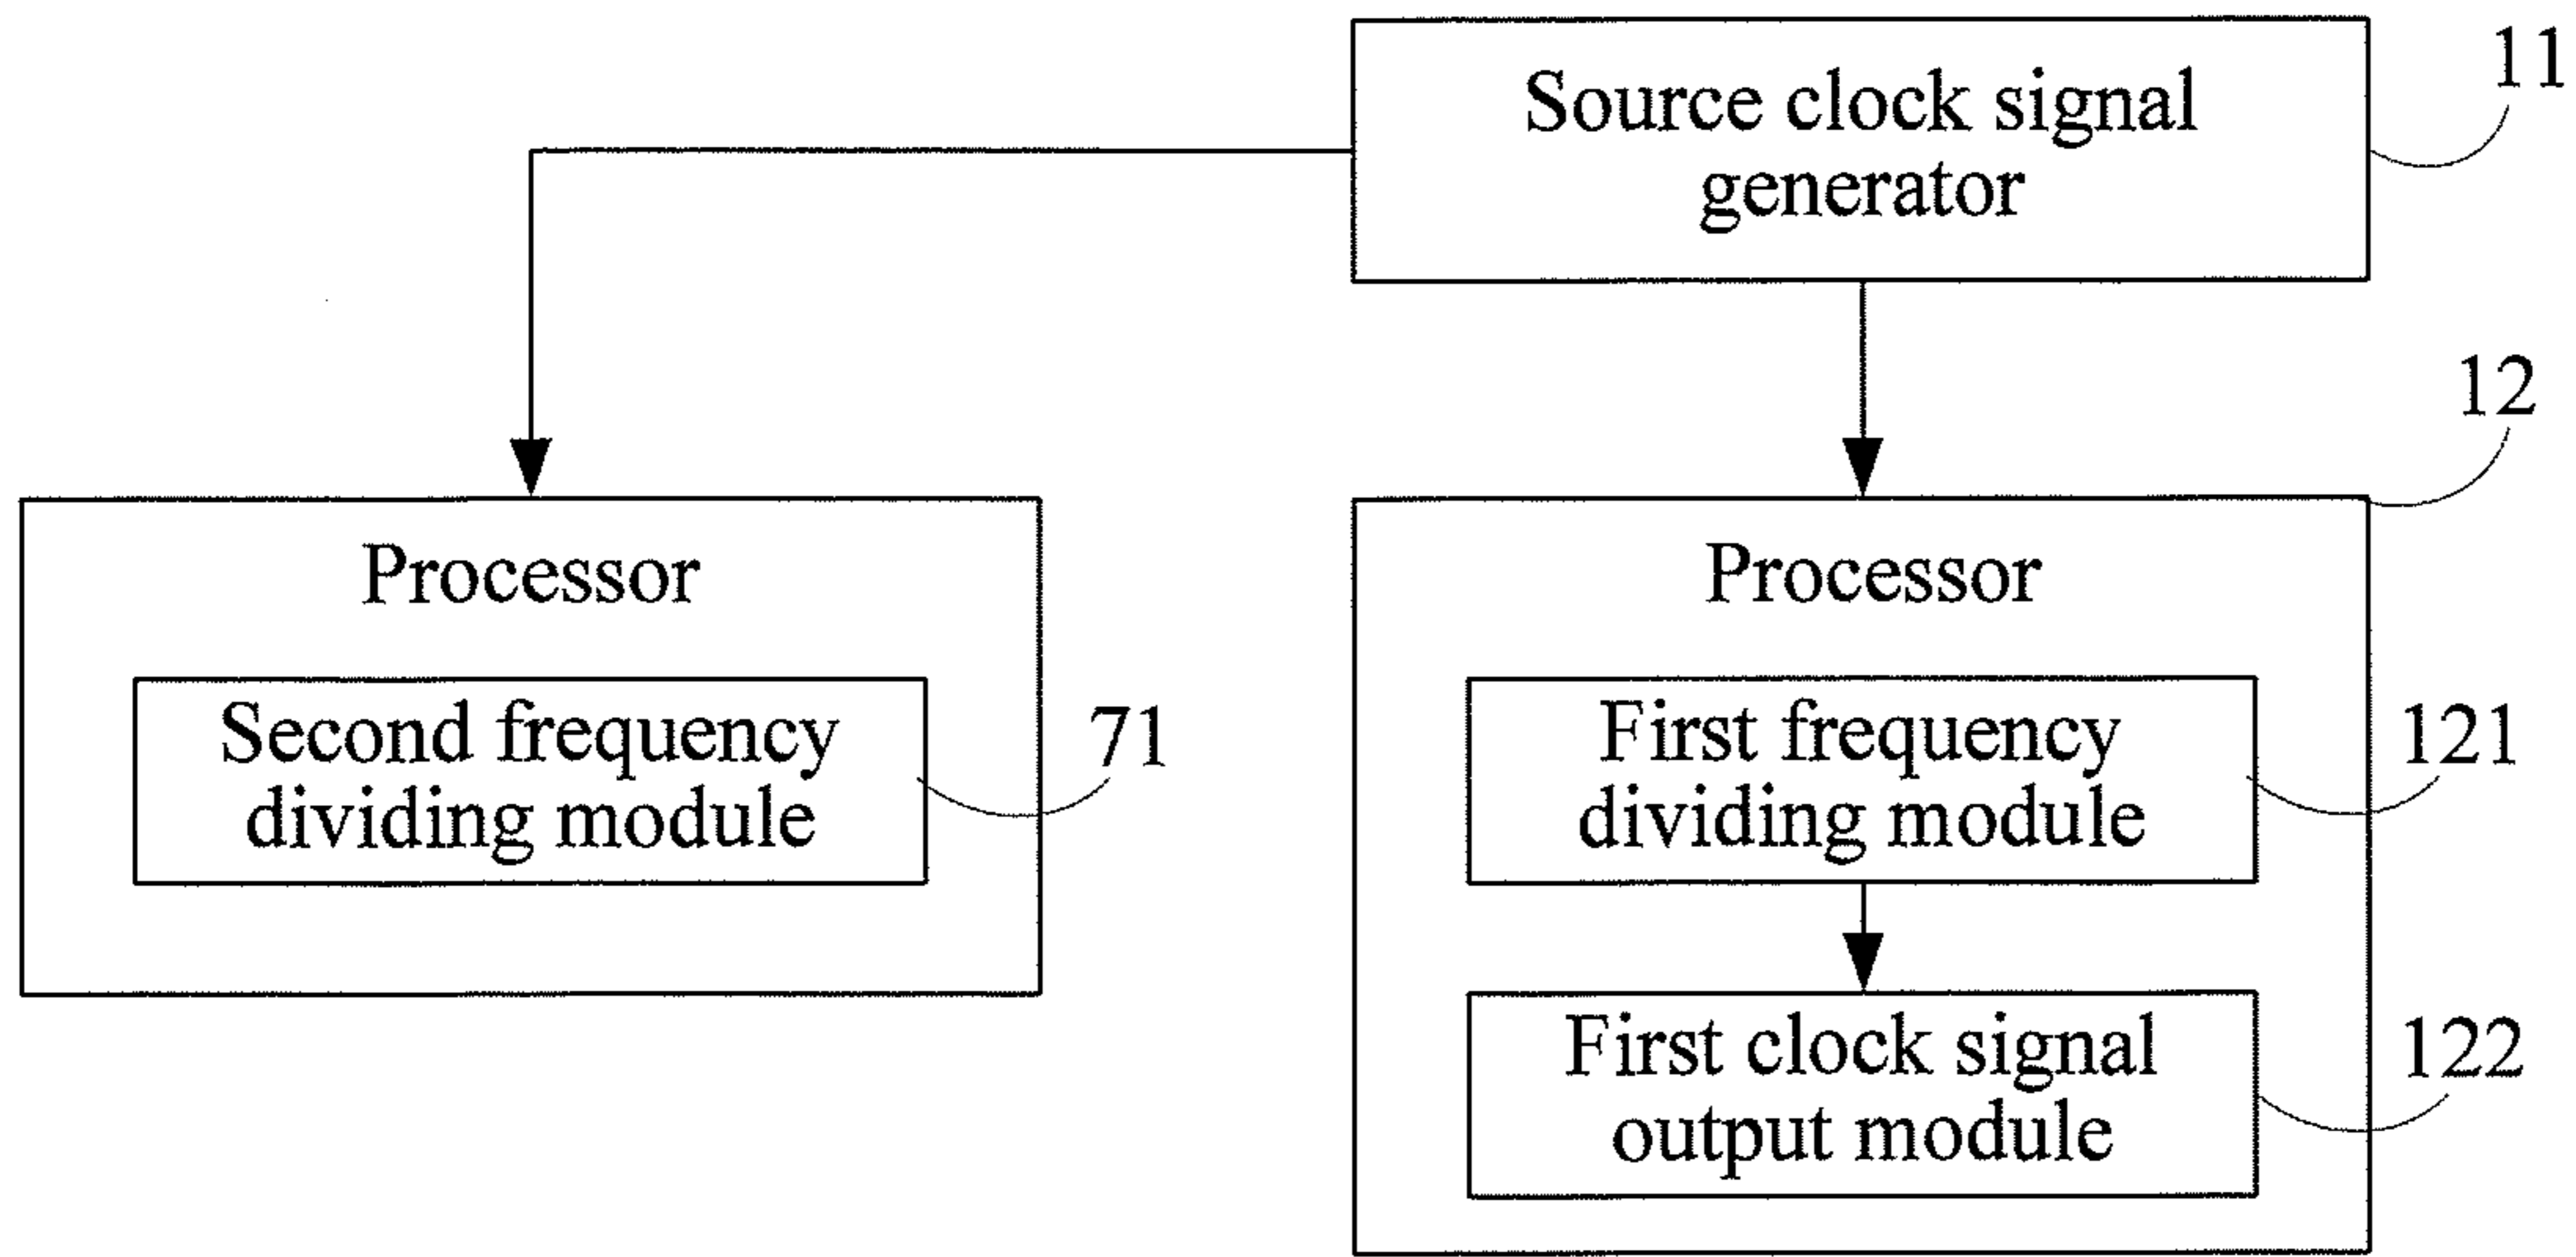 Source clock signal
generator
11
12
Processor
Second frequency
dividing module
71
Processor
First frequency
dividing module
121
First clock signal
output module
122